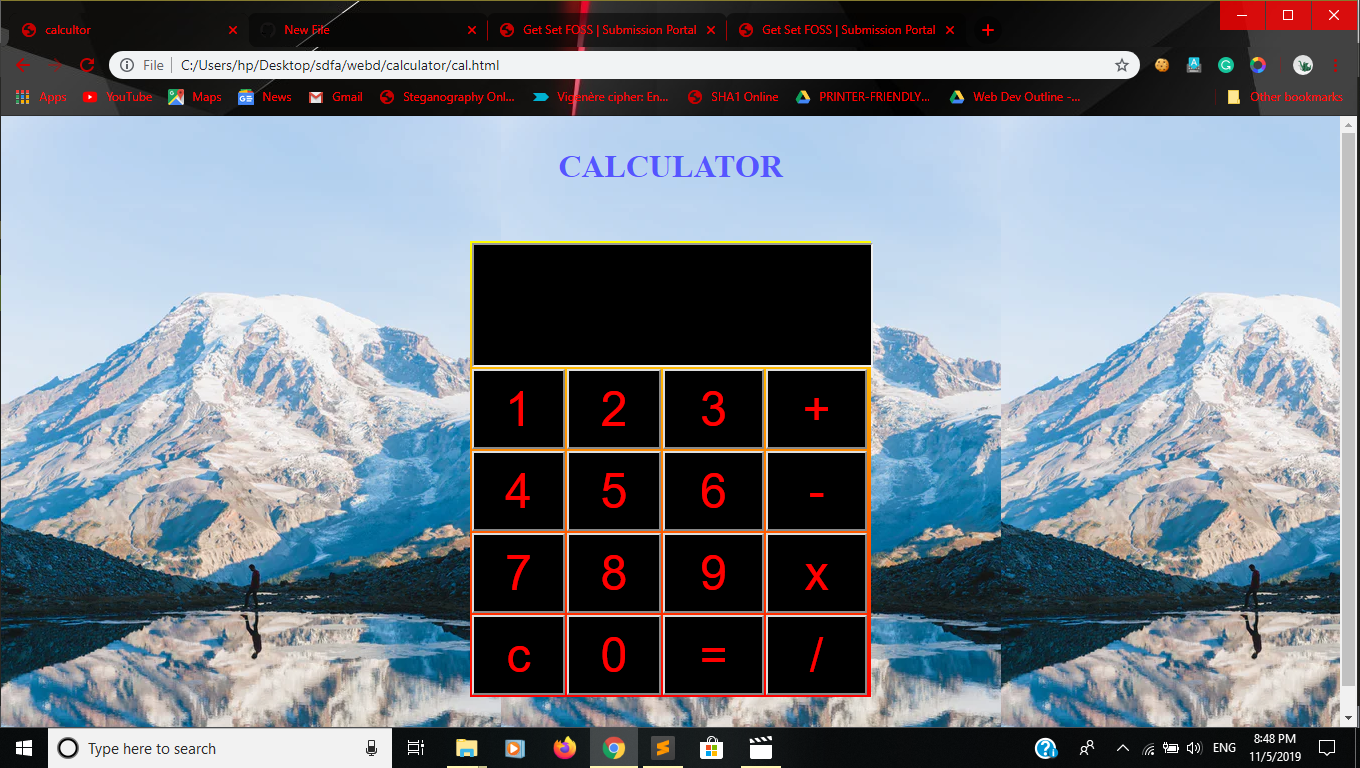 calcultor
New File
Get Set FOSS | Submission Portal
Get Set FOSS | Submission Portal
File
C:/Users/hp/Desktop/sdfa/webd/calculator/cal.html
Apps
YouTube
Maps
News
Gmail
Steganography Onl...
Vigenère cipher: En...
SHA1 Online
PRINTER-FRIENDLY...
Web Dev Outline -...
Other bookmarks
CALCULATOR
1 2 3 +
4 5 6 -
7 8 9 x
c 0 = /
Type here to search
ENG
8:48 PM
11/5/2019